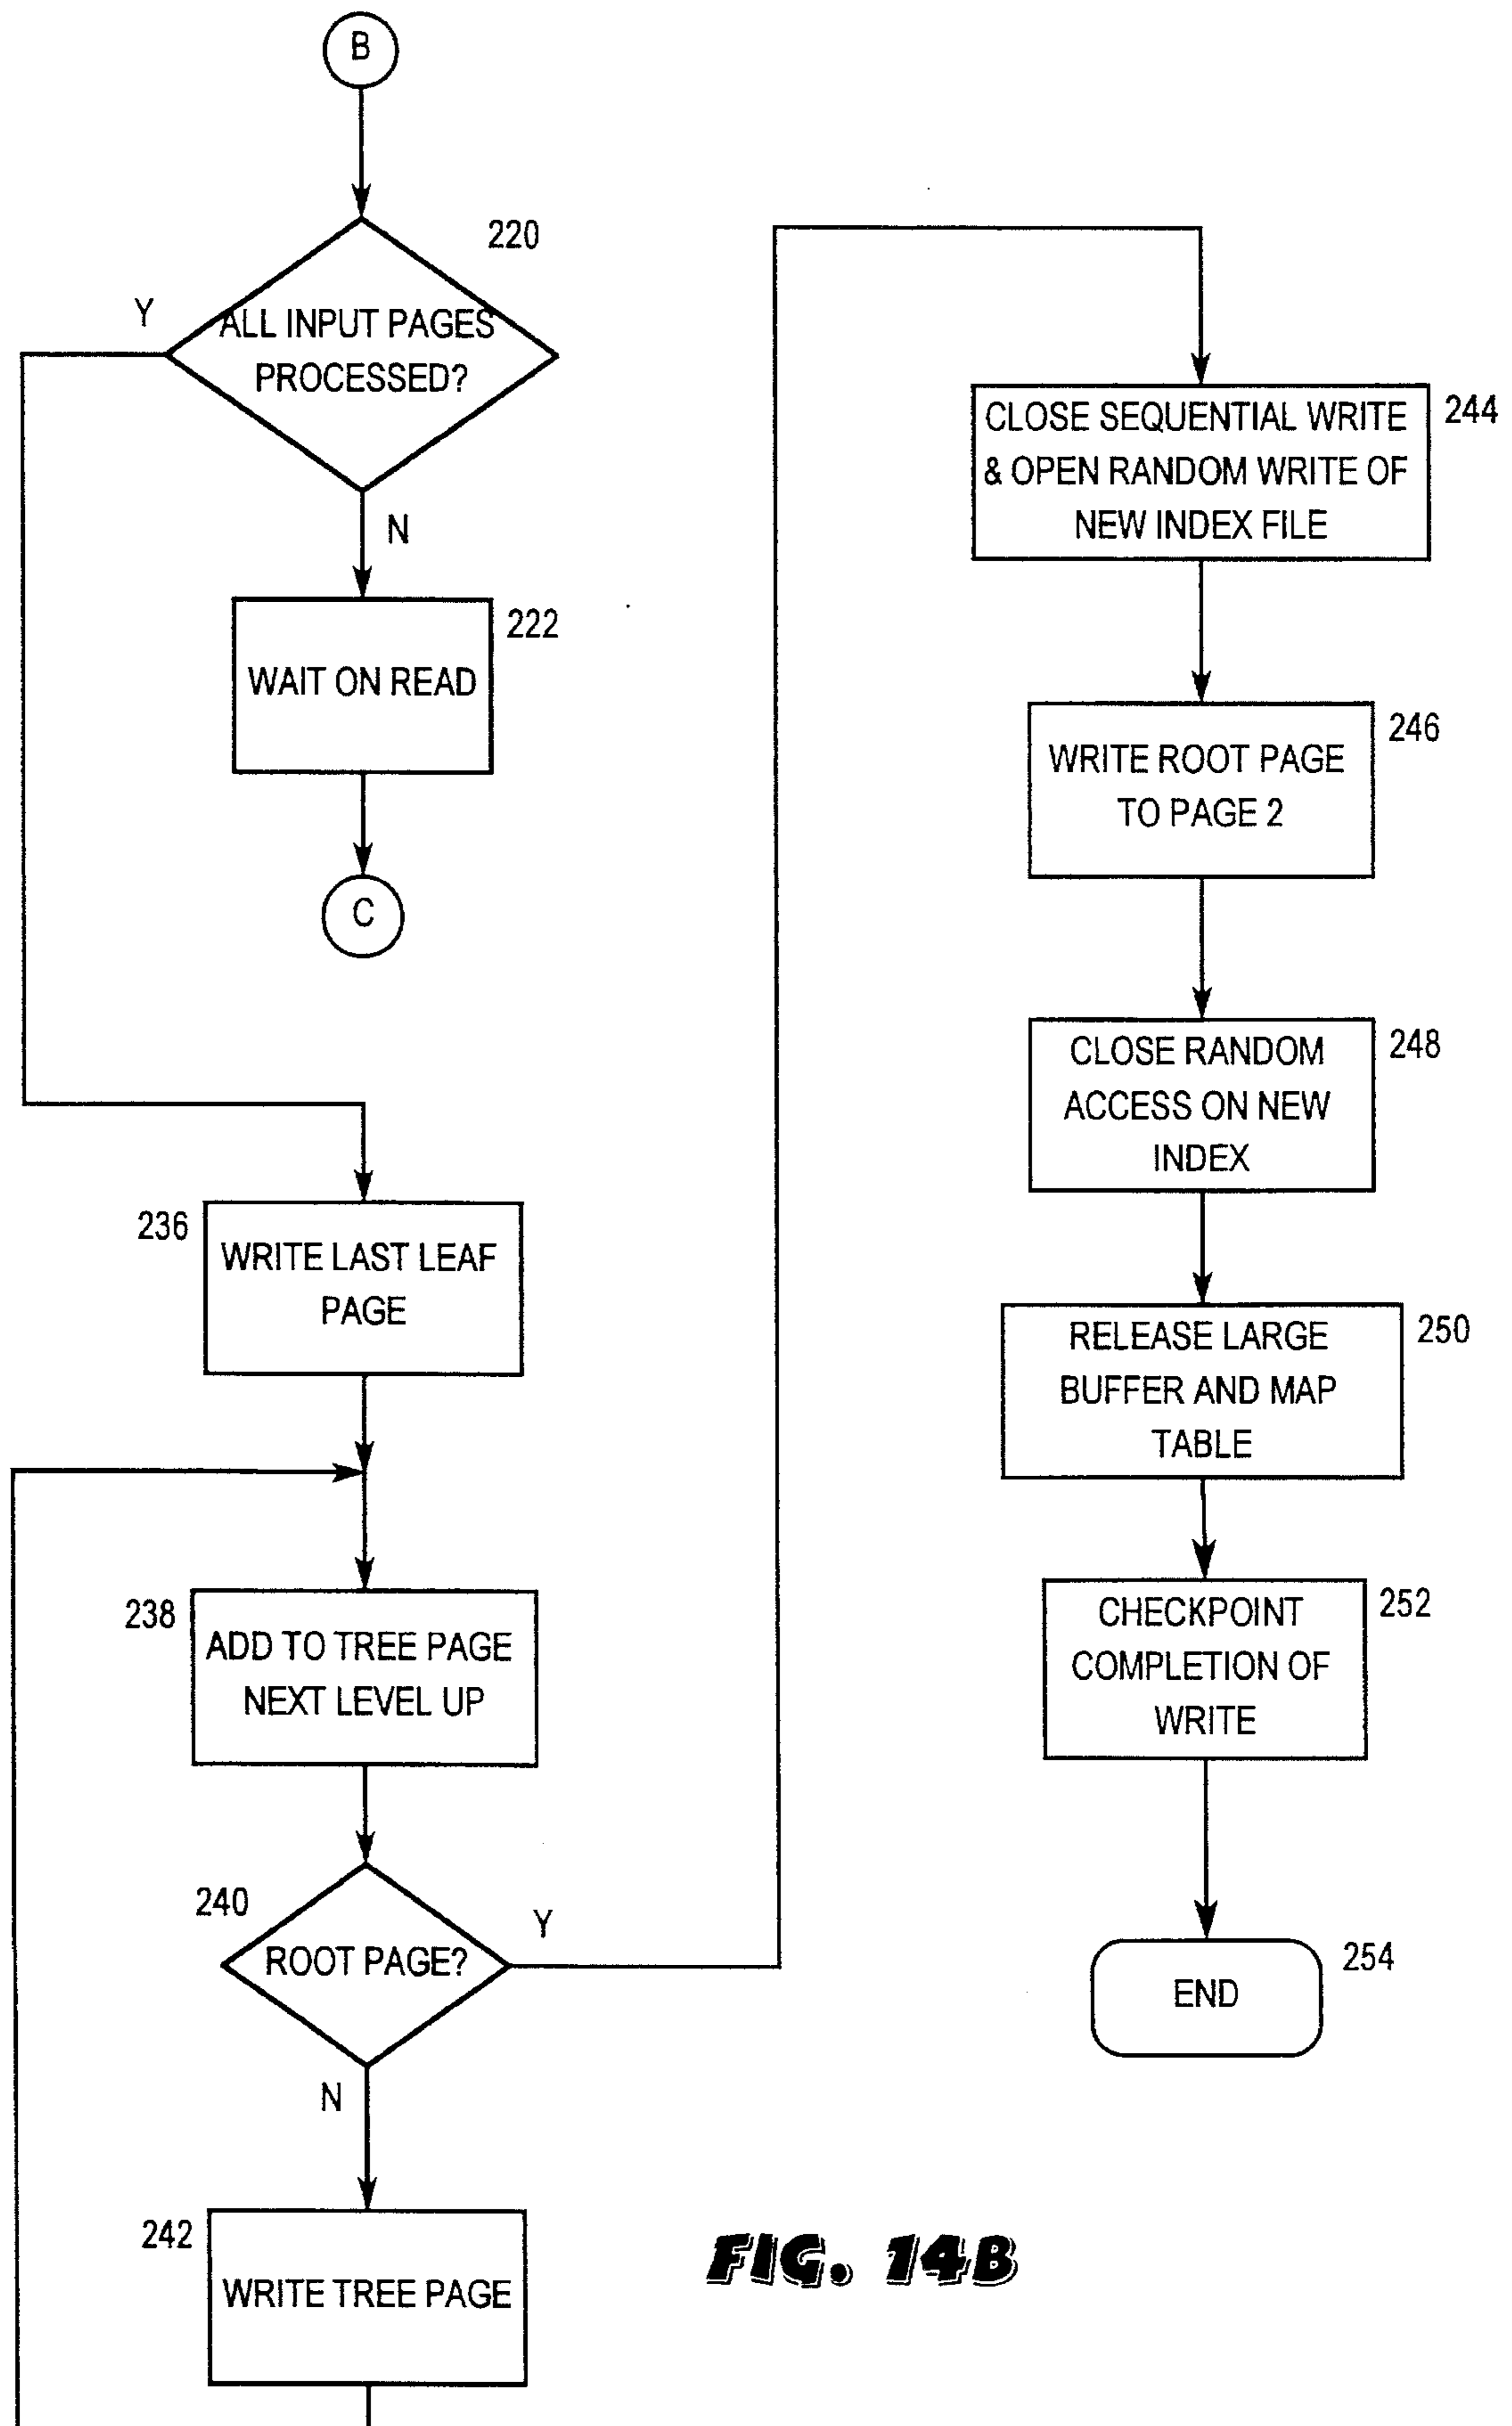 B
220
Y
ALL INPUT PAGES
PROCESSED?
N
222
WAIT ON READ
C
236
WRITE LAST LEAF
PAGE
238
ADD TO TREE PAGE
NEXT LEVEL UP
240
Y
ROOT PAGE?
N
242
WRITE TREE PAGE
244
CLOSE SEQUENTIAL WRITE
& OPEN RANDOM WRITE OF
NEW INDEX FILE
246
WRITE ROOT PAGE
TO PAGE 2
248
CLOSE RANDOM
ACCESS ON NEW
INDEX
250
RELEASE LARGE
BUFFER AND MAP
TABLE
252
CHECKPOINT
COMPLETION OF
WRITE
254
END
FIG. 14B